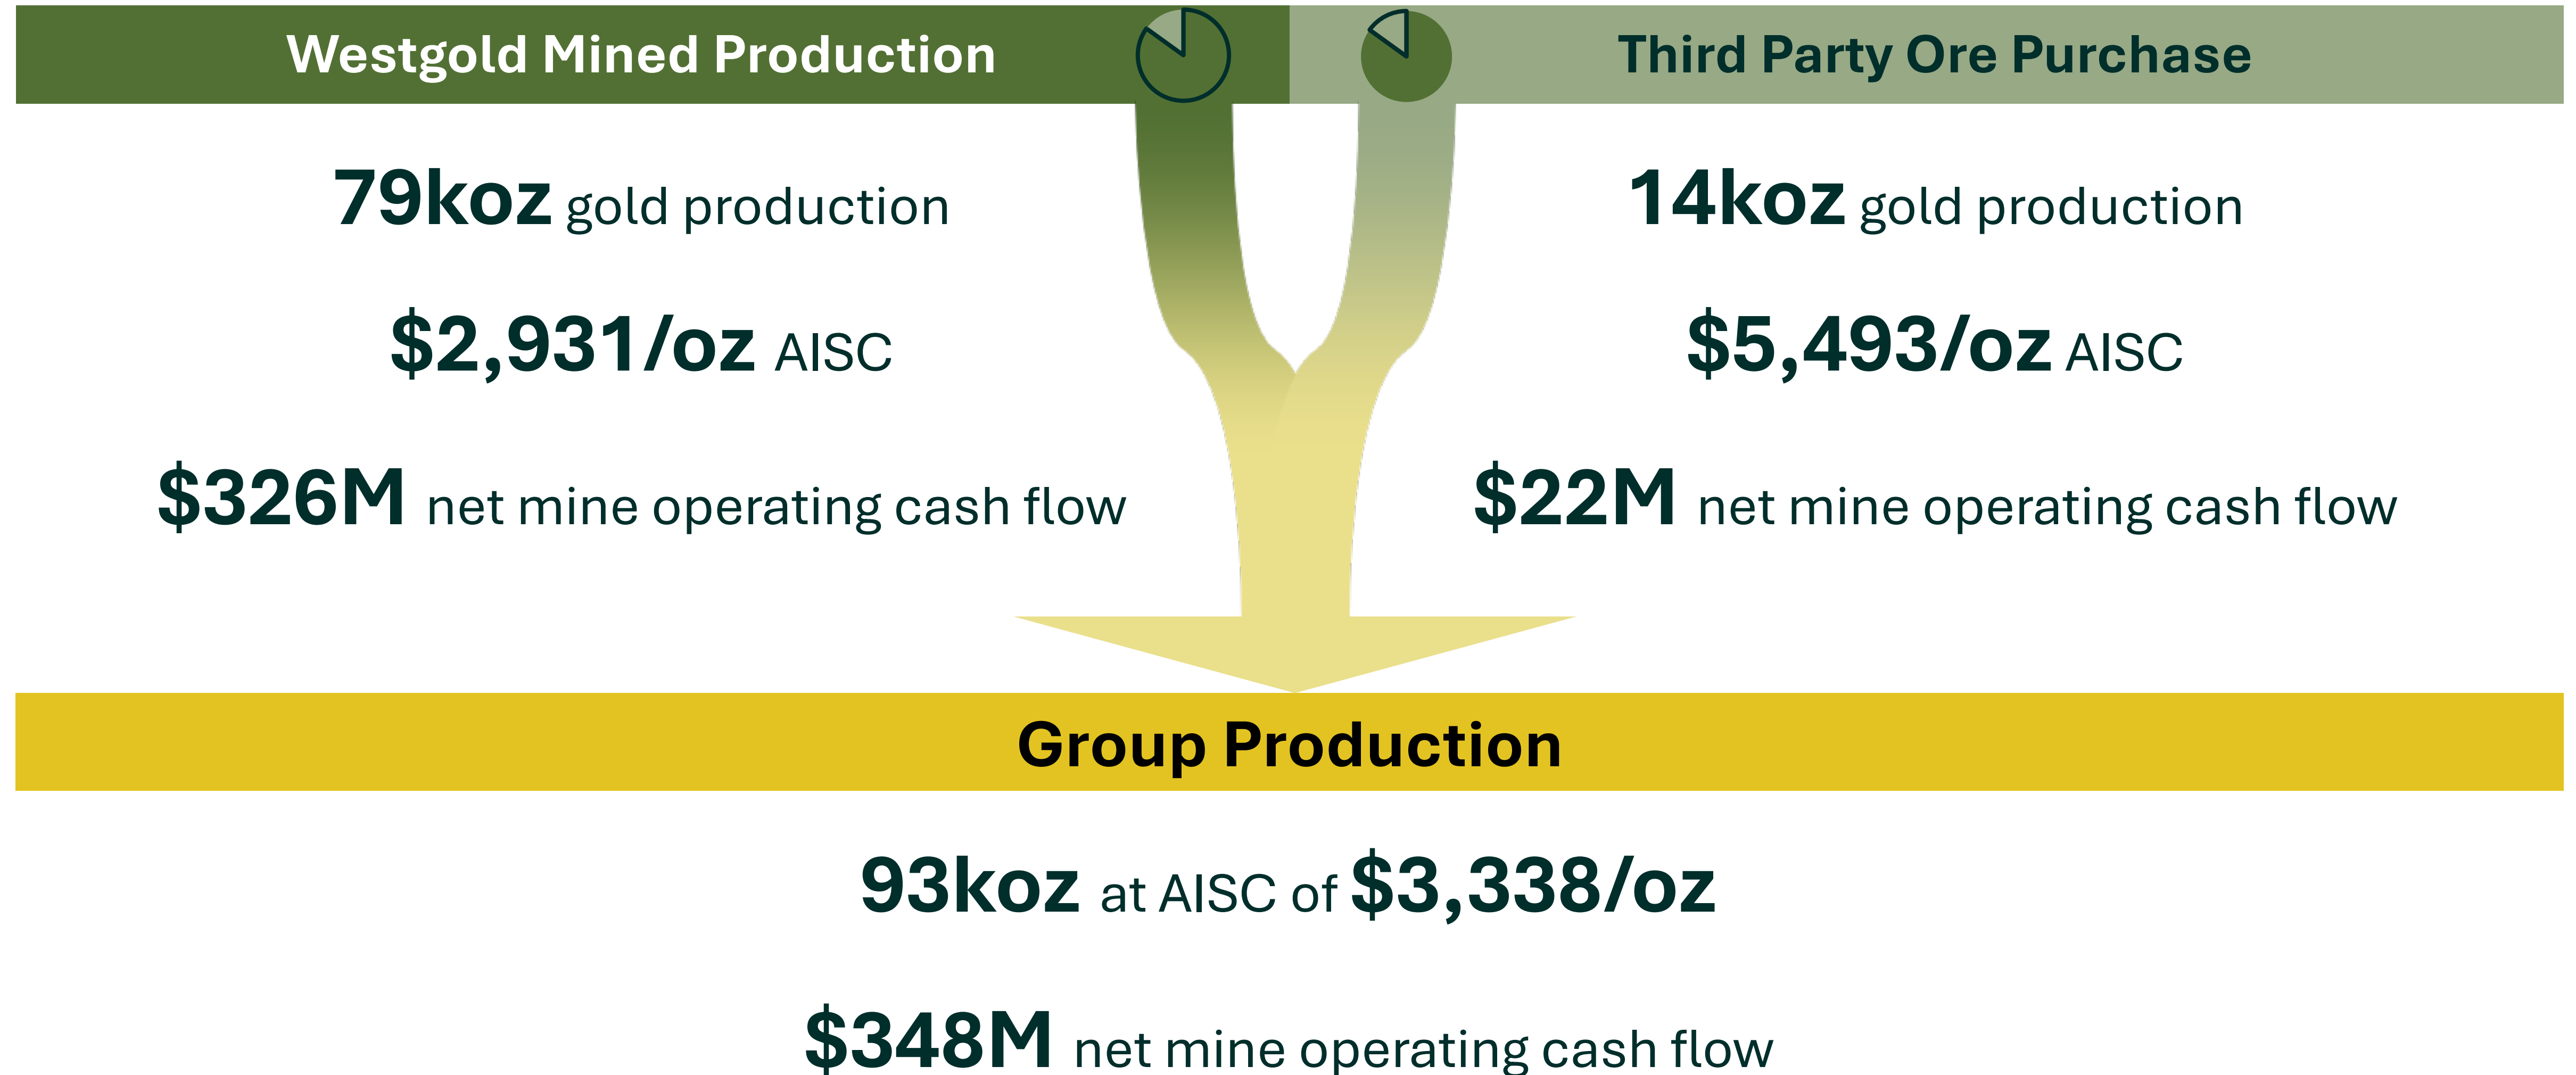 Westgold Mined Production
Third Party Ore Purchase
79koz gold production
14koz gold production
$2,931/oz AISC
$5,493/oz AISC
$326M net mine operating cash flow
$22M net mine operating cash flow
Group Production
93koz at AISC of $3,338/oz
$348M net mine operating cash flow